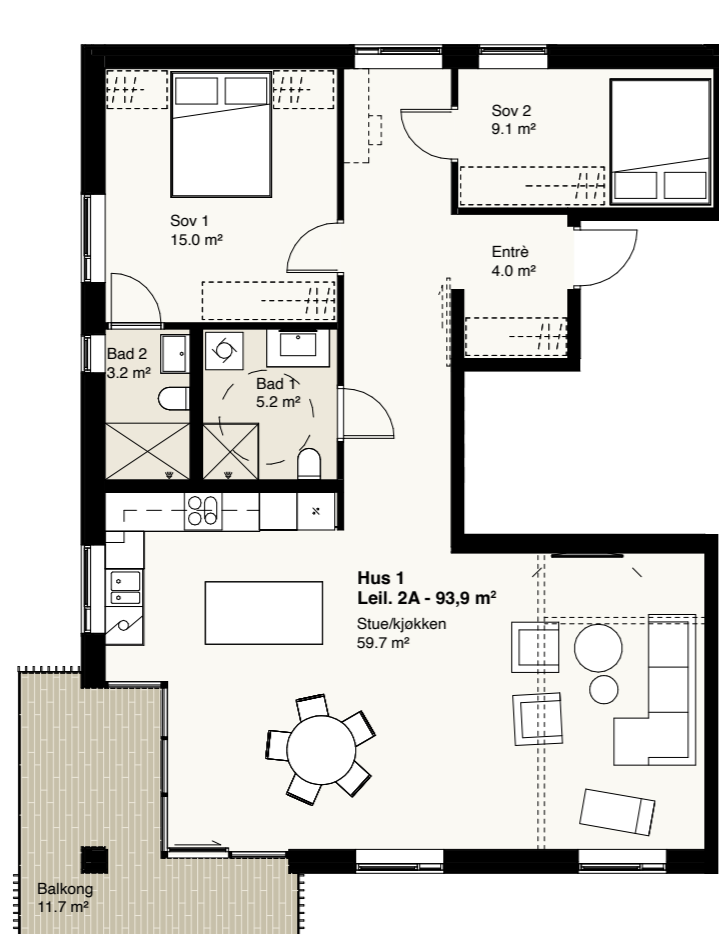 Sov 2
9.1 m²
Sov 1
15.0 m²
Entrè
4.0 m²
Bad 2
3.2 m²
Bad 1
5.2 m²
Hus 1
Leil. 2A - 93,9 m²
Stue/kjøkken
59.7 m²
Balkong
11.7 m²